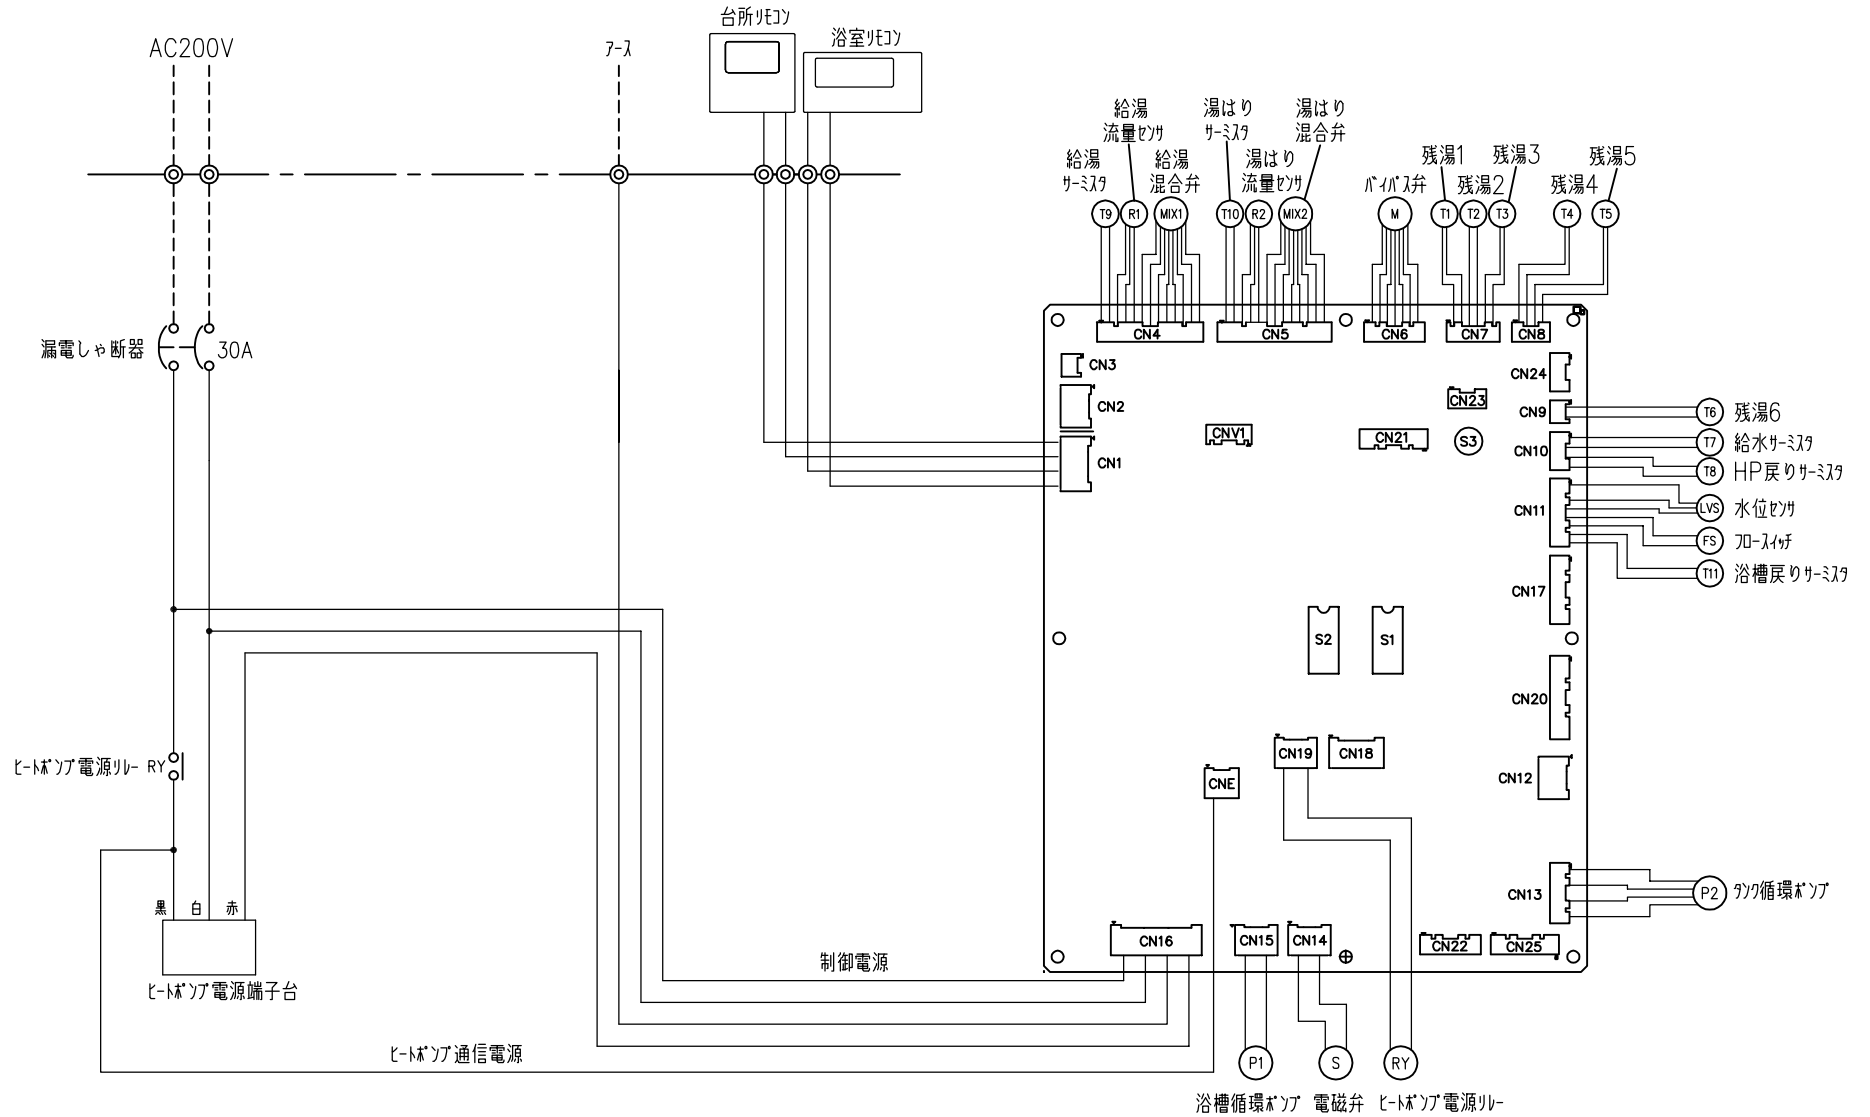 台所ﾘﾓｺﾝ
浴室ﾘﾓｺﾝ
AC200V
ｱｰｽ
給湯
流量ｾﾝｻ
湯はり
ｻｰﾐｽﾀ
湯はり
混合弁
給湯
ｻｰﾐｽﾀ
給湯
混合弁
湯はり
流量ｾﾝｻ
ﾊﾞｲﾊﾟｽ弁
残湯1
残湯2
残湯3
残湯4
残湯5
T9 R1 MIX1 T10 R2 MIX2 M T1 T2 T3 T4 T5
CN4 CN5 CN6 CN7 CN8
漏電しゃ断器
30A
CN3
CN24
CN2
CN23
CN9
T6 残湯6
CNV1
CN21
S3
CN10
T7 給水ｻｰﾐｽﾀ
CN1
T8 HP戻りｻｰﾐｽﾀ
CN11
LVS 水位ｾﾝｻ
FS ﾌﾛｰｽｲｯﾁ
T11 浴槽戻りｻｰﾐｽﾀ
CN17
S2 S1
CN20
ﾋｰﾄﾎﾟﾝﾌﾟ電源ﾘﾚｰ RY
CN19 CN18
CNE
CN12
CN13
P2 ﾀﾝｸ循環ﾎﾟﾝﾌﾟ
黒 白 赤
CN16 CN15 CN14
CN22 CN25
制御電源
ﾋｰﾄﾎﾟﾝﾌﾟ電源端子台
ﾋｰﾄﾎﾟﾝﾌﾟ通信電源
P1 S RY
浴槽循環ﾎﾟﾝﾌﾟ 電磁弁 ﾋｰﾄﾎﾟﾝﾌﾟ電源ﾘﾚｰ